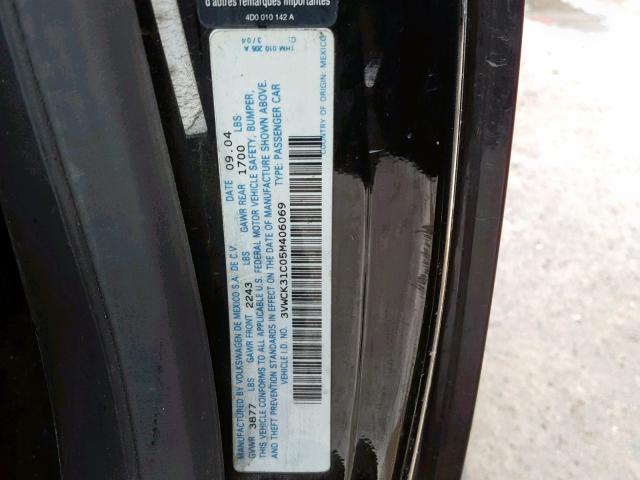 d'autres remarques importantes
4D0 010 142 A
MANUFACTURED BY VOLKSWAGEN DE MEXICO S.A. DE C.V. DATE 09.04
GVWR 3877 LBS GAWR FRONT 2243 LBS GAWR REAR 1700 LBS
THIS VEHICLE CONFORMS TO ALL APPLICABLE U.S. FEDERAL MOTOR VEHICLE SAFETY, BUMPER,
AND THEFT PREVENTION STANDARDS IN EFFECT ON THE DATE OF MANUFACTURE SHOWN ABOVE.
VEHICLE I.D. NO. 3VWCK31C05M406069 TYPE: PASSENGER CAR
COUNTRY OF ORIGIN: MEXICO
1HM 010 205 A
3/04